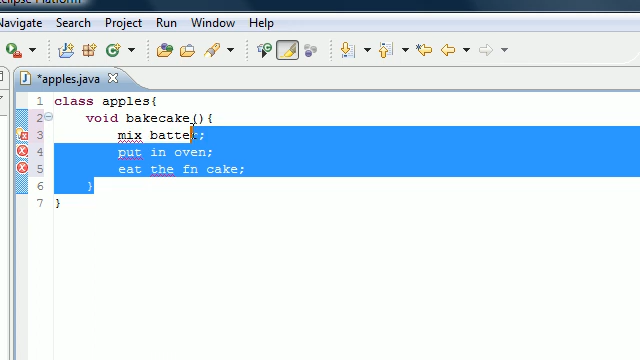 clipse Platform
Navigate Search Project Run Window Help
*apples.java
1 class apples{
2 void bakecake(){
3 mix batter;
4 put in oven;
5 eat the fn cake;
6 }
7 }